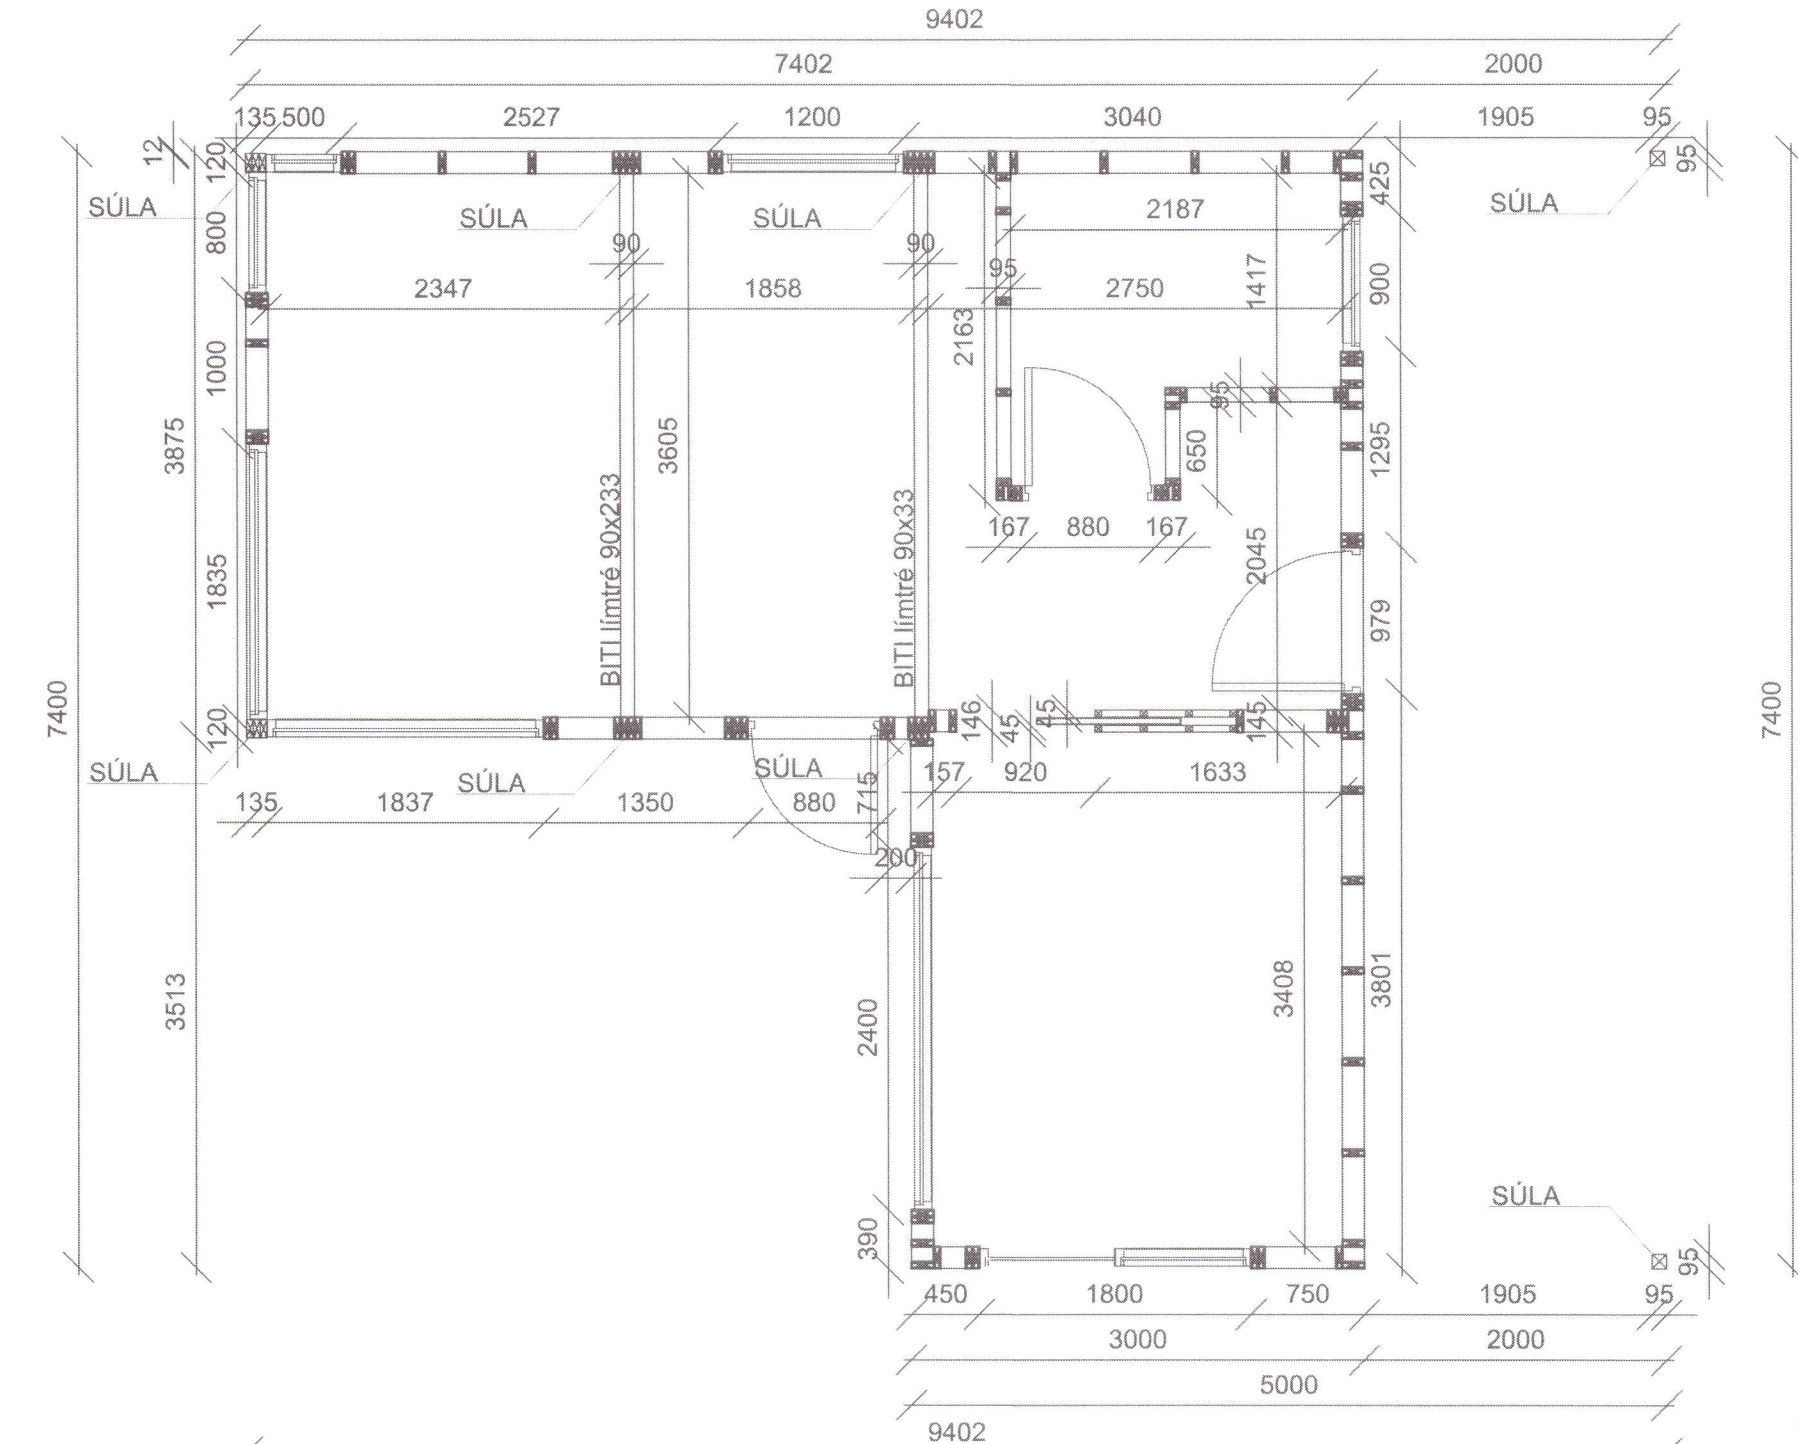 9402
7402 2000
135 500 2527 1200 3040 1905 95
12 120 425 95
SÚLA SÚLA SÚLA SÚLA
2187
800 90 90
95 1417 900
2347 1858 2750
2163
1000 95
3875 3605 650 1295
BITI límtré 90x233
BITI límtré 90x33
167 880 167
1835 2045 979
7400 7400
120 146 45 45 145
SÚLA SÚLA SÚLA
157 920 1633
135 1837 1350 880 715
200
3513 2400 3408 3801
SÚLA
390 95
450 1800 750 1905 95
3000 2000
5000
9402